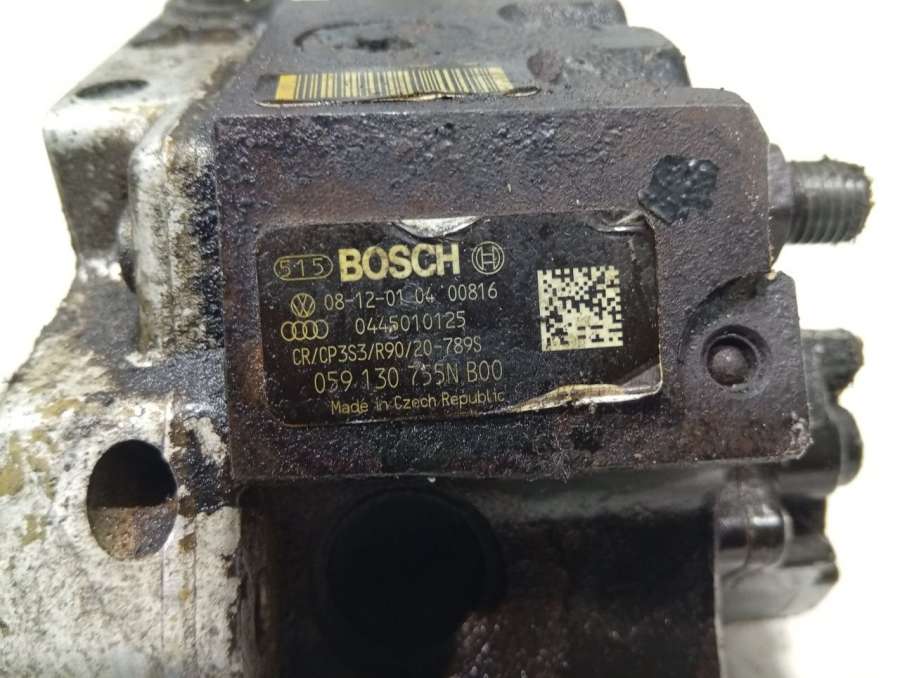 515 BOSCH
08-12-01 04 00816
0445010125
CR/CP3S3/R90/20-789S
059 130 755N B00
Made in Czech Republic